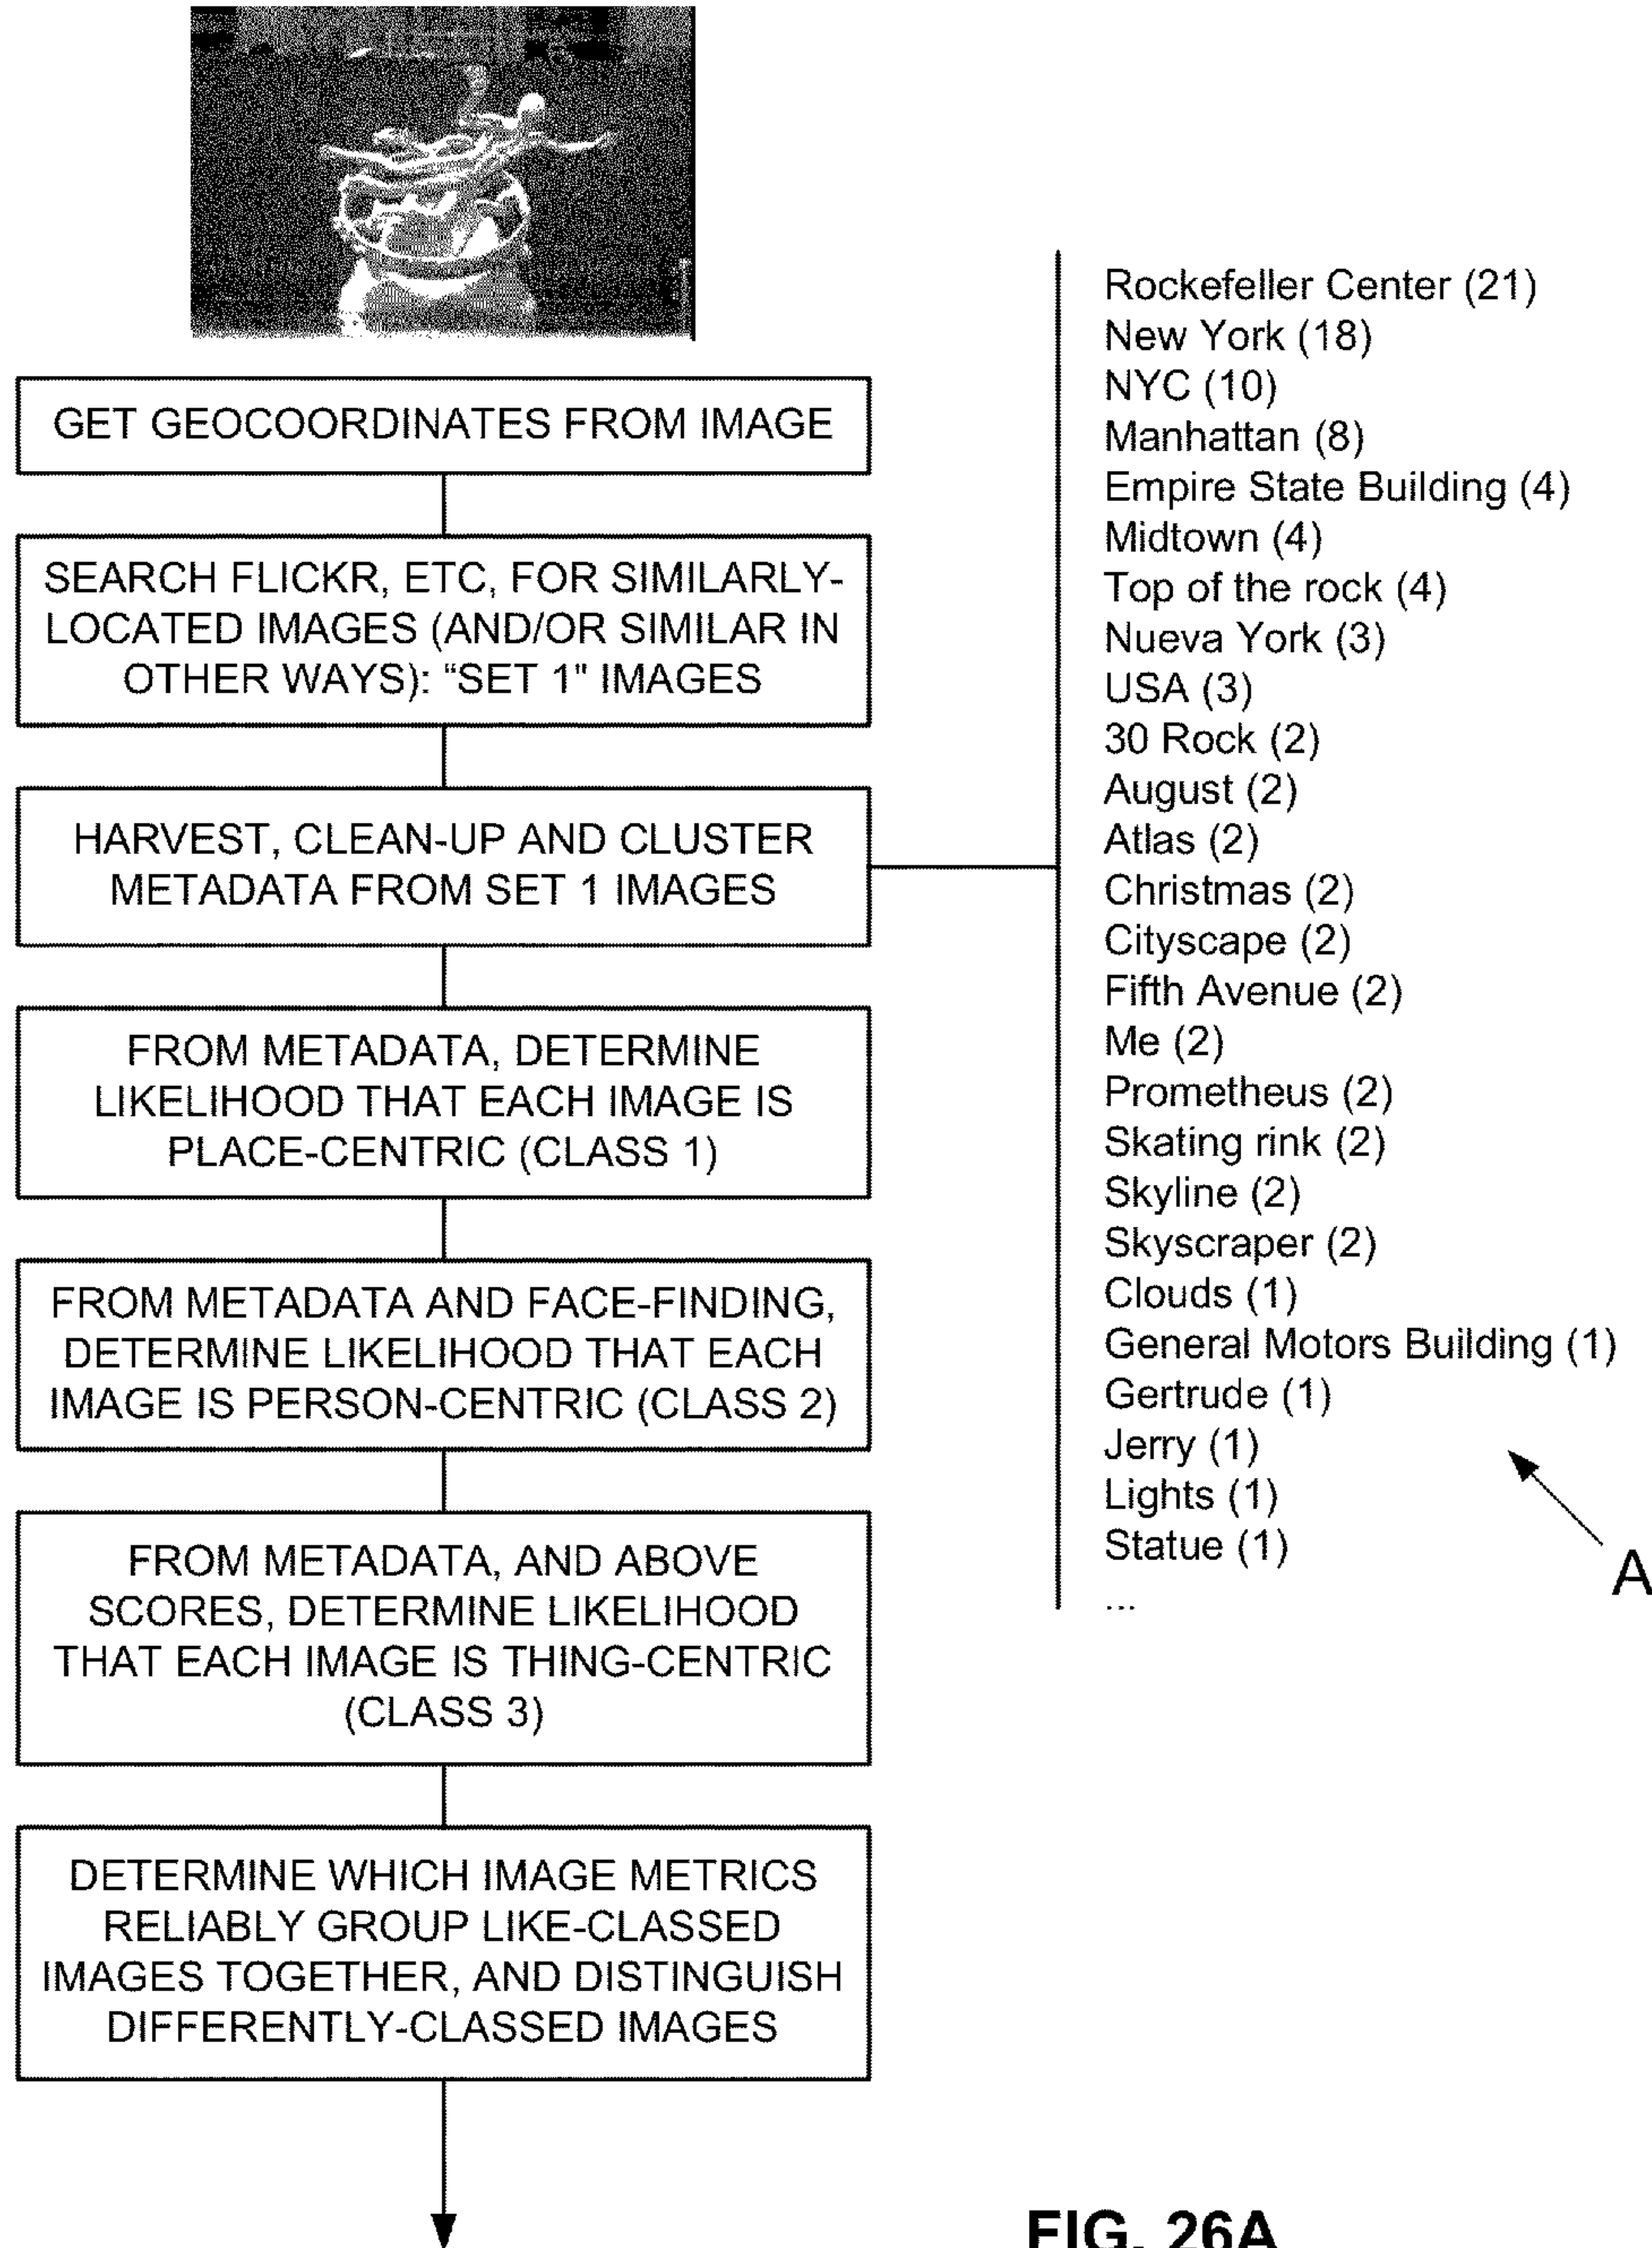 GET GEOCOORDINATES FROM IMAGE
SEARCH FLICKR, ETC, FOR SIMILARLY-
LOCATED IMAGES (AND/OR SIMILAR IN
OTHER WAYS): “SET 1" IMAGES
HARVEST, CLEAN-UP AND CLUSTER
METADATA FROM SET 1 IMAGES
FROM METADATA, DETERMINE
LIKELIHOOD THAT EACH IMAGE IS
PLACE-CENTRIC (CLASS 1)
FROM METADATA AND FACE-FINDING,
DETERMINE LIKELIHOOD THAT EACH
IMAGE IS PERSON-CENTRIC (CLASS 2)
FROM METADATA, AND ABOVE
SCORES, DETERMINE LIKELIHOOD
THAT EACH IMAGE IS THING-CENTRIC
(CLASS 3)
DETERMINE WHICH IMAGE METRICS
RELIABLY GROUP LIKE-CLASSED
IMAGES TOGETHER, AND DISTINGUISH
DIFFERENTLY-CLASSED IMAGES
Rockefeller Center (21)
New York (18)
NYC (10)
Manhattan (8)
Empire State Building (4)
Midtown (4)
Top of the rock (4)
Nueva York (3)
USA (3)
30 Rock (2)
August (2)
Atlas (2)
Christmas (2)
Cityscape (2)
Fifth Avenue (2)
Me (2)
Prometheus (2)
Skating rink (2)
Skyline (2)
Skyscraper (2)
Clouds (1)
General Motors Building (1)
Gertrude (1)
Jerry (1)
Lights (1)
Statue (1)
...
A
FIG. 26A